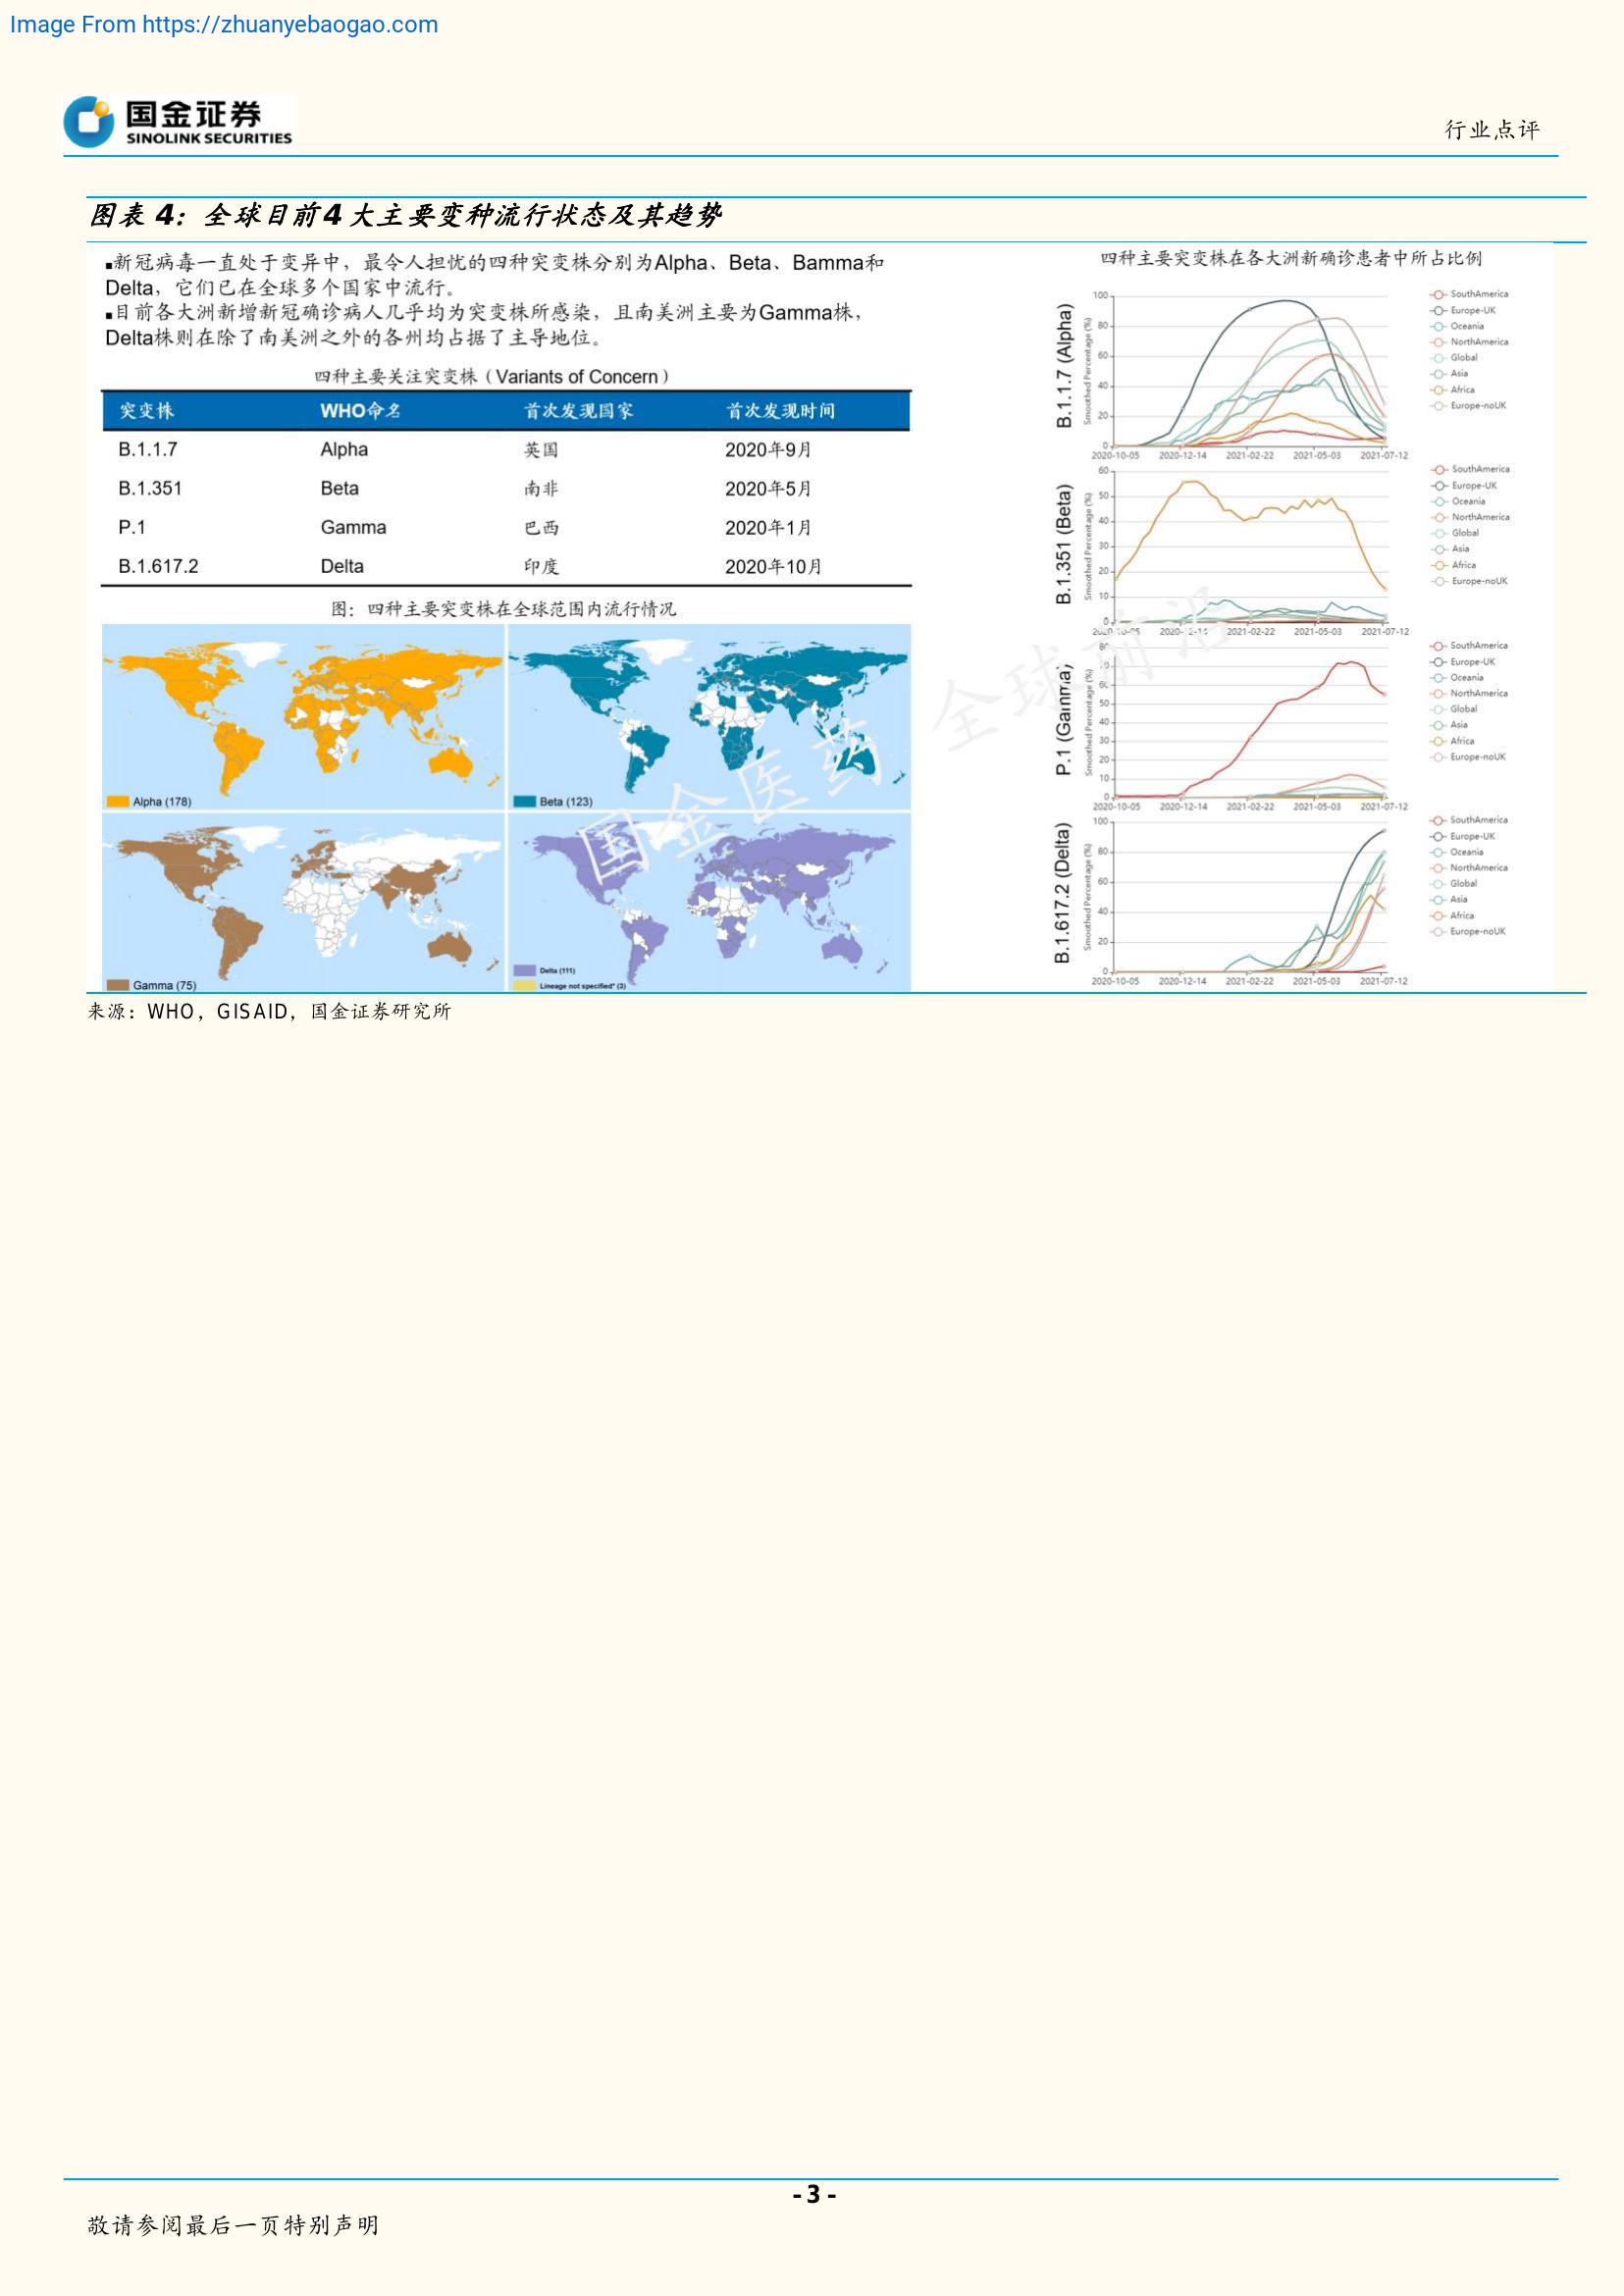 Image From https://zhuanyebaogao.com
国金证券
SINOLINK SECURITIES
行业点评
图表 4：全球目前4 大主要变种流行状态及其趋势
■新冠病毒一直处于变异中，最令人担忧的四种突变株分别为Alpha、Beta、Bamma和
Delta，它们已在全球多个国家中流行。
■目前各大洲新增新冠确诊病人几乎均为突变株所感染，且南美洲主要为Gamma株，
Delta株则在除了南美洲之外的各州均占据了主导地位。
四种主要关注突变株（Variants of Concern）
突变株 WHO命名 首次发现国家 首次发现时间
B.1.1.7 Alpha 英国 2020年9月
B.1.351 Beta 南非 2020年5月
P.1 Gamma 巴西 2020年1月
B.1.617.2 Delta 印度 2020年10月
图：四种主要突变株在全球范围内流行情况
Alpha (178)
Beta (123)
Gamma (75)
Delta (111)
Lineage not specified* (3)
四种主要突变株在各大洲新确诊患者中所占比例
B.1.1.7 (Alpha)
Smoothed Percentage (%)
100
80
60
40
20
0
2020-10-05 2020-12-14 2021-02-22 2021-05-03 2021-07-12
SouthAmerica
Europe-UK
Oceania
NorthAmerica
Global
Asia
Africa
Europe-noUK
B.1.351 (Beta)
Smoothed Percentage (%)
60
50
40
30
20
10
0
2020-10-05 2020-12-14 2021-02-22 2021-05-03 2021-07-12
SouthAmerica
Europe-UK
Oceania
NorthAmerica
Global
Asia
Africa
Europe-noUK
P.1 (Gamma)
Smoothed Percentage (%)
80
70
60
50
40
30
20
10
0
2020-10-05 2020-12-14 2021-02-22 2021-05-03 2021-07-12
SouthAmerica
Europe-UK
Oceania
NorthAmerica
Global
Asia
Africa
Europe-noUK
B.1.617.2 (Delta)
Smoothed Percentage (%)
100
80
60
40
20
0
2020-10-05 2020-12-14 2021-02-22 2021-05-03 2021-07-12
SouthAmerica
Europe-UK
Oceania
NorthAmerica
Global
Asia
Africa
Europe-noUK
国金医药 全球前沿
来源：WHO，GISAID，国金证券研究所
- 3 -
敬请参阅最后一页特别声明